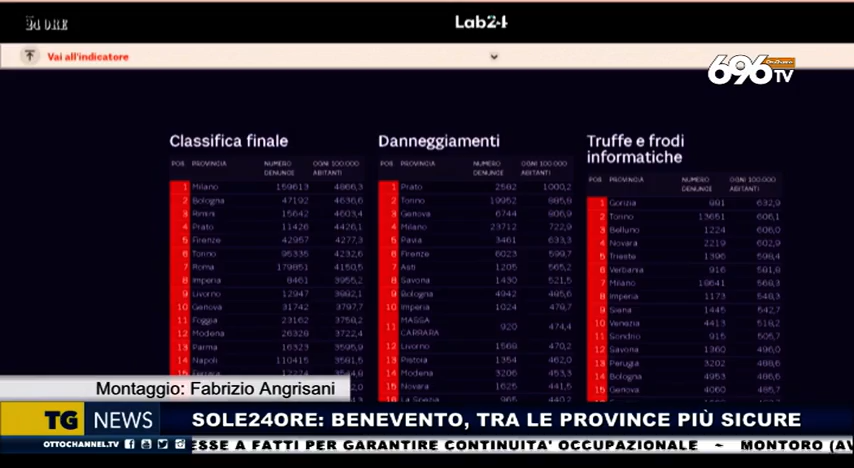 24 ORE
Lab24
Vai all'indicatore
696 TV
Classifica finale
POS PROVINCIA NUMERO DENUNCE OGNI 100.000 ABITANTI
1 Milano 159613 4866,3
2 Bologna 47192 4636,6
3 Rimini 15642 4603,4
4 Prato 11426 4426,1
5 Firenze 42957 4277,3
6 Torino 95335 4232,6
7 Roma 179851 4150,5
8 Imperia 8461 3955,2
9 Livorno 12947 3892,1
10 Genova 31742 3797,7
11 Foggia 23162 3758,2
12 Modena 26328 3722,4
13 Parma 16323 3595,9
14 Napoli 110415 3581,5
15 Ferrara 12224
Danneggiamenti
POS PROVINCIA NUMERO DENUNCE OGNI 100.000 ABITANTI
1 Prato 2582 1000,2
2 Torino 19952
3 Genova 6744 806,9
4 Milano 23712 722,9
5 Pavia 3461 633,3
6 Firenze 6023 599,7
7 Asti 1205 565,2
8 Savona 1430 521,5
9 Bologna 4942 485,6
10 Imperia 1024 478,7
11 MASSA CARRARA 920 474,4
12 Livorno 1568 470,2
13 Pistoia 1354 462,0
14 Modena 3206 453,3
15 Novara 1625 441,5
16 La Spezia 965 440,2
Truffe e frodi
informatiche
POS PROVINCIA NUMERO DENUNCE OGNI 100.000 ABITANTI
1 Gorizia 881 632,9
2 Torino 13651 606,1
3 Belluno 1224 606,0
4 Novara 2219 602,9
5 Trieste 1396 598,4
6 Verbania 916 581,8
7 Milano 18641 568,3
8 Imperia 1173 548,3
9 Siena 1445 542,7
10 Venezia 4413 518,2
11 Sondrio 915 505,7
12 Savona 1360 496,0
13 Perugia 3202 488,6
14 Bologna 4953 486,6
15 Genova 4060 485,7
Montaggio: Fabrizio Angrisani
TG NEWS
SOLE24ORE: BENEVENTO, TRA LE PROVINCE PIÙ SICURE
OTTOCHANNEL.TV
ESSE A FATTI PER GARANTIRE CONTINUITA' OCCUPAZIONALE ~ MONTORO (AV